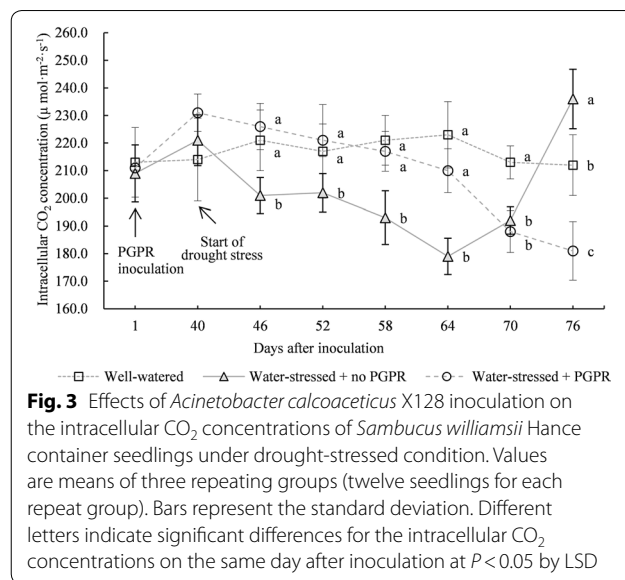 260.0
250.0
240.0
230.0
220.0
210.0
200.0
190.0
180.0
170.0
160.0
Intracellular CO₂ concentration (μ mol·m⁻²·s⁻¹)
a a a a a b a
a a a a b b
b b b b b c
PGPR
inoculation
Start of
drought stress
1 40 46 52 58 64 70 76
Days after inoculation
Well-watered Water-stressed + no PGPR Water-stressed + PGPR
Fig. 3 Effects of Acinetobacter calcoaceticus X128 inoculation on
the intracellular CO₂ concentrations of Sambucus williamsii Hance
container seedlings under drought-stressed condition. Values
are means of three repeating groups (twelve seedlings for each
repeat group). Bars represent the standard deviation. Different
letters indicate significant differences for the intracellular CO₂
concentrations on the same day after inoculation at P < 0.05 by LSD